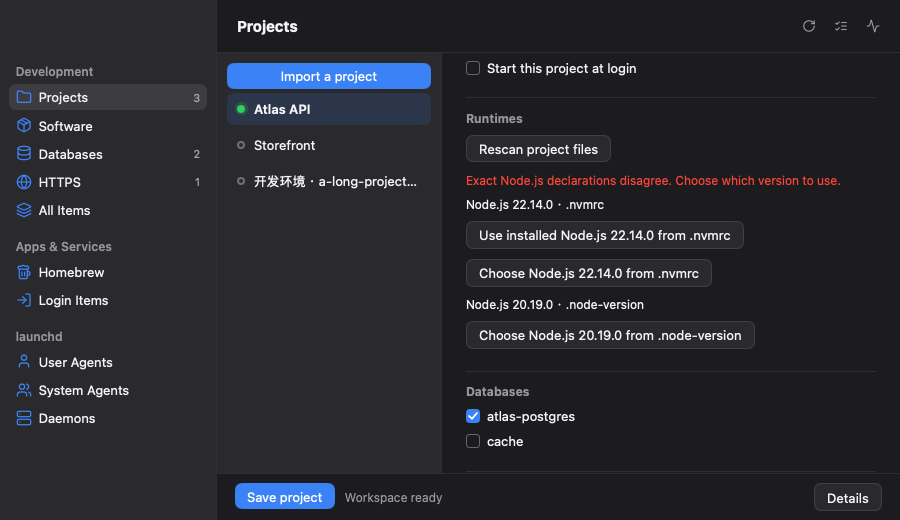 Projects
Development
Projects 3
Software
Databases 2
HTTPS 1
All Items
Apps & Services
Homebrew
Login Items
launchd
User Agents
System Agents
Daemons
Import a project
Atlas API
Storefront
开发环境 · a-long-project...
Start this project at login
Runtimes
Rescan project files
Exact Node.js declarations disagree. Choose which version to use.
Node.js 22.14.0 · .nvmrc
Use installed Node.js 22.14.0 from .nvmrc
Choose Node.js 22.14.0 from .nvmrc
Node.js 20.19.0 · .node-version
Choose Node.js 20.19.0 from .node-version
Databases
atlas-postgres
cache
Save project
Workspace ready
Details